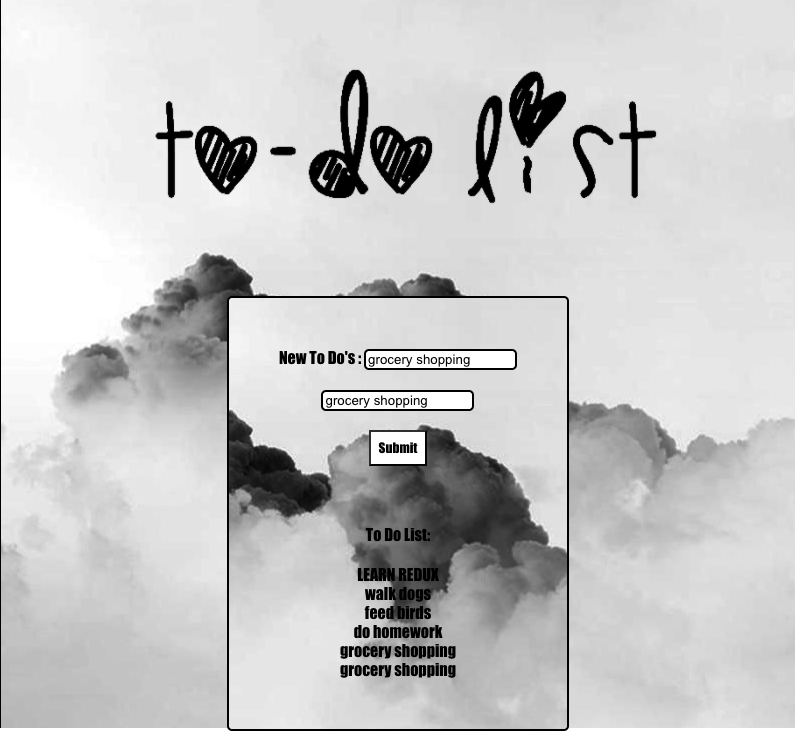 to-do list
New To Do's : grocery shopping
grocery shopping
Submit
To Do List:
LEARN REDUX
walk dogs
feed birds
do homework
grocery shopping
grocery shopping